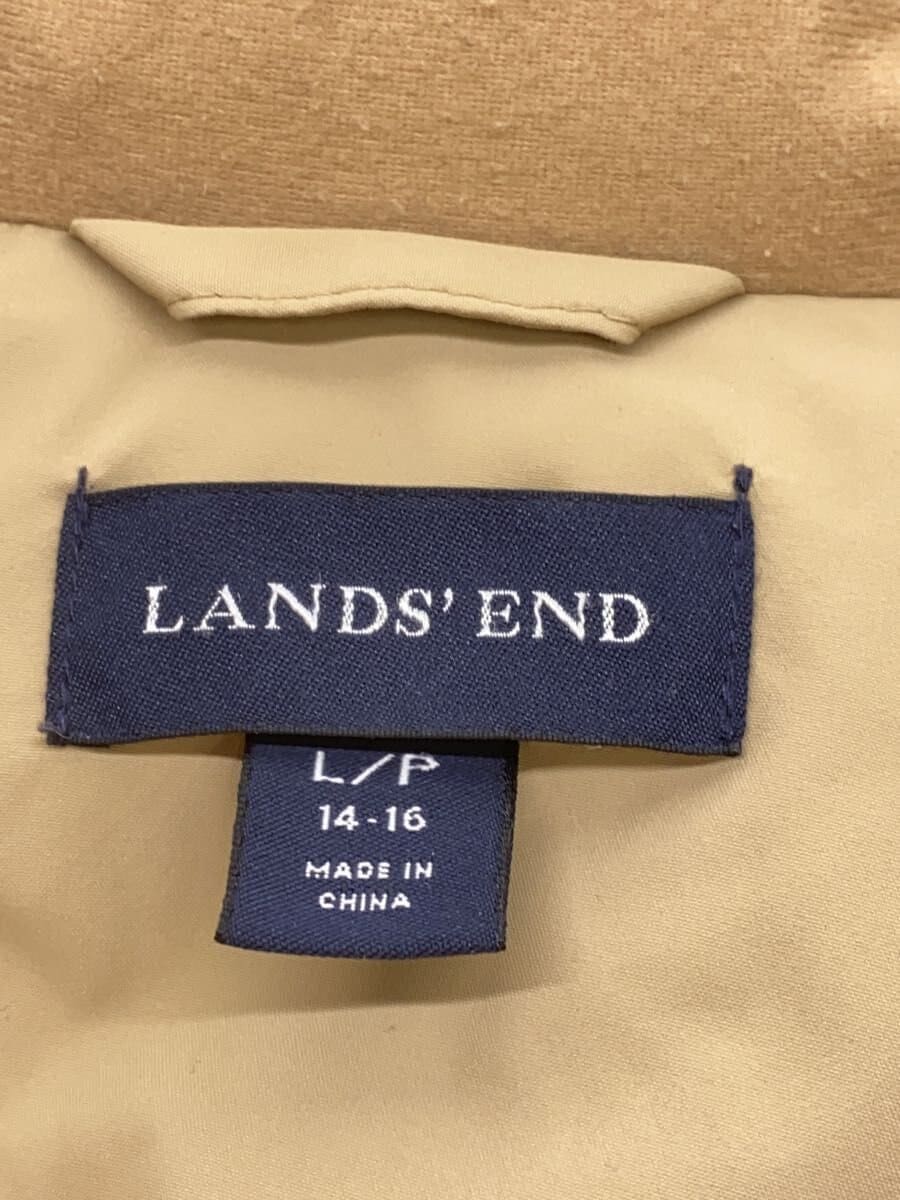 LANDS' END
L/P
14-16
MADE IN
CHINA